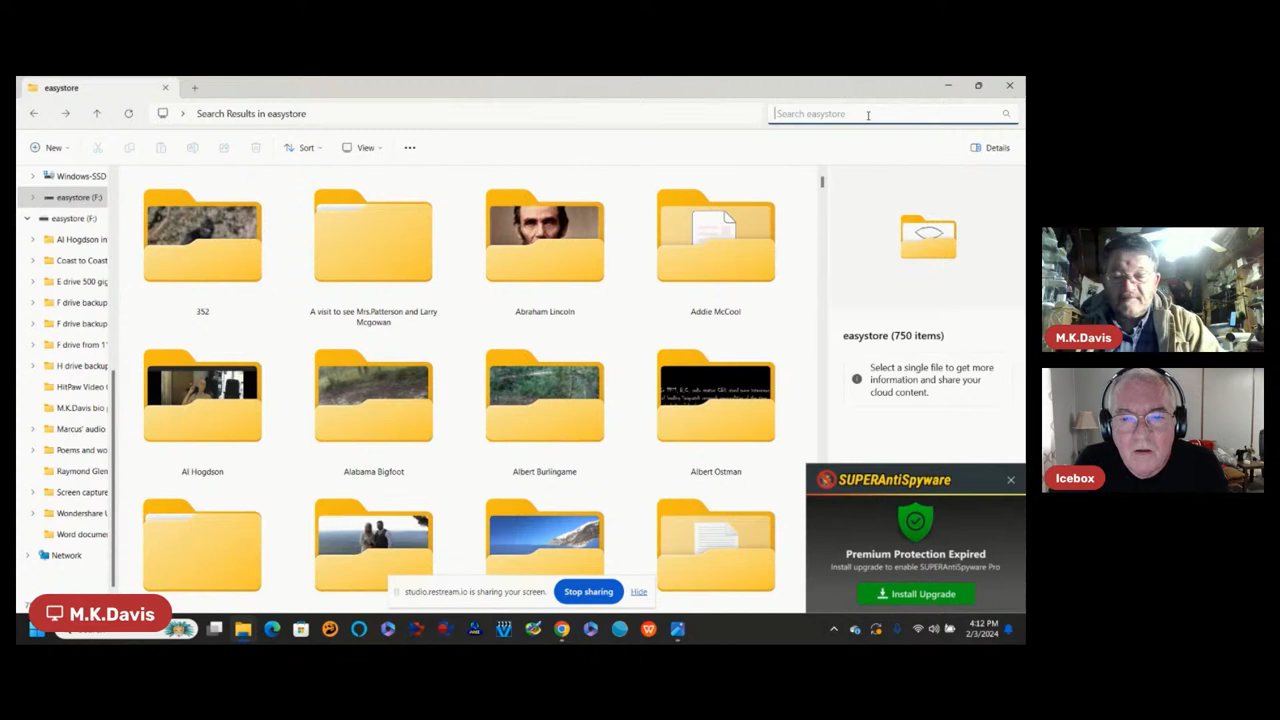 easystore
Search Results in easystore
Search easystore
New
Sort
View
Details
Windows-SSD
easystore (F:)
easystore (F:)
Al Hogdson in
Coast to Coast
E drive 500 gig
F drive backup
F drive backup
F drive from 1
H drive backup
HitPaw Video
M.K.Davis bio
Marcus' audio
Poems and wo
Raymond Glen
Screen capture
Wondershare
Word docume
Network
352
A visit to see Mrs.Patterson and Larry
Mcgowan
Abraham Lincoln
Addie McCool
Al Hogdson
Alabama Bigfoot
Albert Burlingame
Albert Ostman
easystore (750 items)
Select a single file to get more
information and share your
cloud content.
SUPERAntiSpyware
Premium Protection Expired
Install upgrade to enable SUPERAntiSpyware Pro
Install Upgrade
studio.restream.io is sharing your screen.
Stop sharing
Hide
M.K.Davis
4:12 PM
2/3/2024
M.K.Davis
Icebox